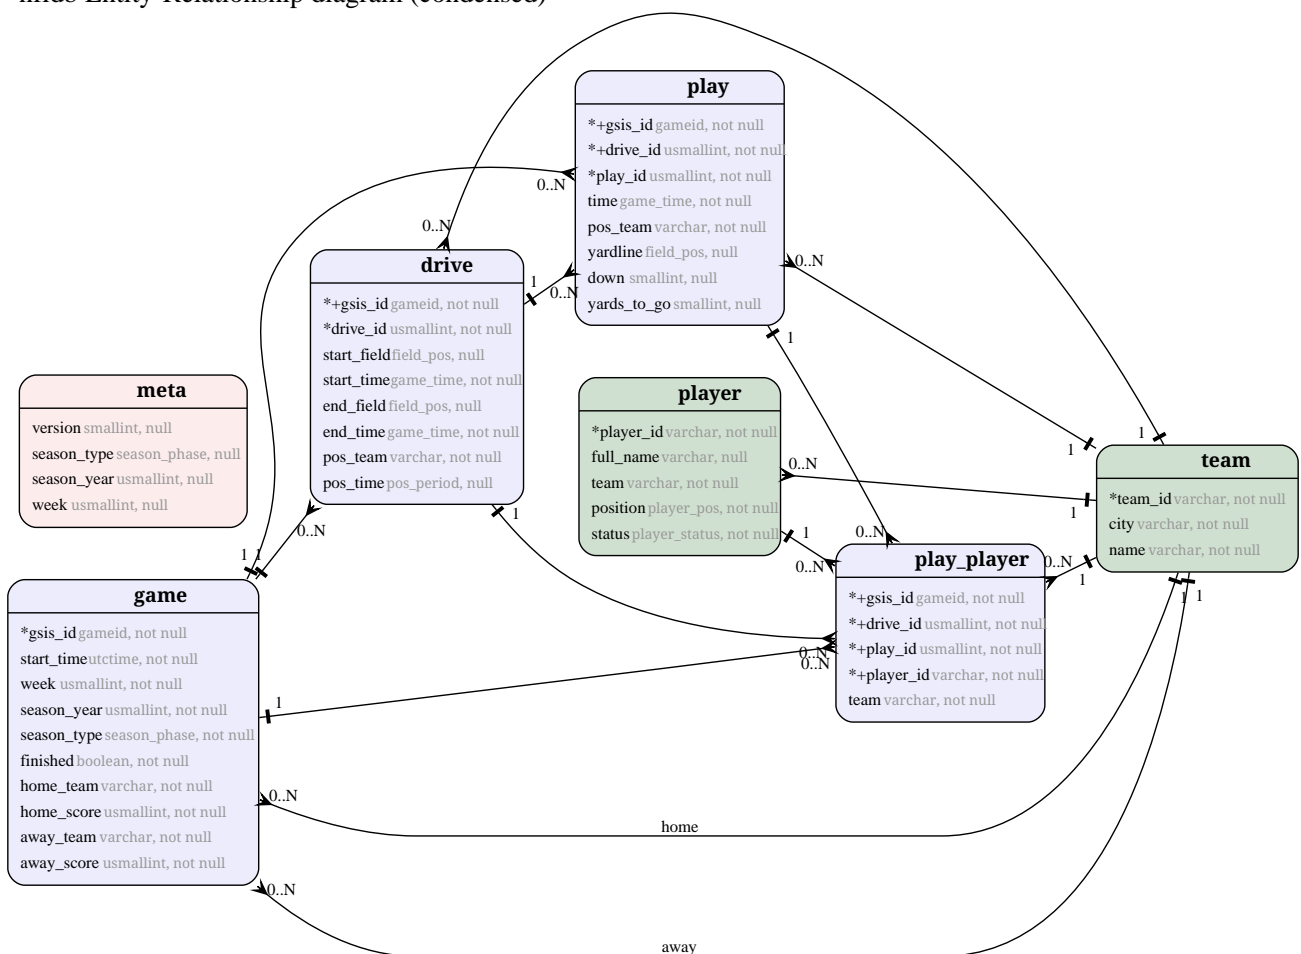 nfldb Entity-Relationship diagram (condensed)
play
*+gsis_id gameid, not null
*+drive_id usmallint, not null
*play_id usmallint, not null
time game_time, not null
pos_team varchar, not null
yardline field_pos, null
down smallint, null
yards_to_go smallint, null
0..N
0..N
0..N
0..N
1
1
drive
*+gsis_id gameid, not null
*drive_id usmallint, not null
start_field field_pos, null
start_time game_time, not null
end_field field_pos, null
end_time game_time, not null
pos_team varchar, not null
pos_time pos_period, null
0..N
1
meta
version smallint, null
season_type season_phase, null
season_year usmallint, null
week usmallint, null
player
*player_id varchar, not null
full_name varchar, null
team varchar, not null
position player_pos, not null
status player_status, not null
0..N
1
0..N
0..N
team
*team_id varchar, not null
city varchar, not null
name varchar, not null
1
1
1
1
1
1
0..N
play_player
*+gsis_id gameid, not null
*+drive_id usmallint, not null
*+play_id usmallint, not null
*+player_id varchar, not null
team varchar, not null
0..N
0..N
1 1
game
*gsis_id gameid, not null
start_time utctime, not null
week usmallint, not null
season_year usmallint, not null
season_type season_phase, not null
finished boolean, not null
home_team varchar, not null
home_score usmallint, not null
away_team varchar, not null
away_score usmallint, not null
1
0..N
home
0..N
away